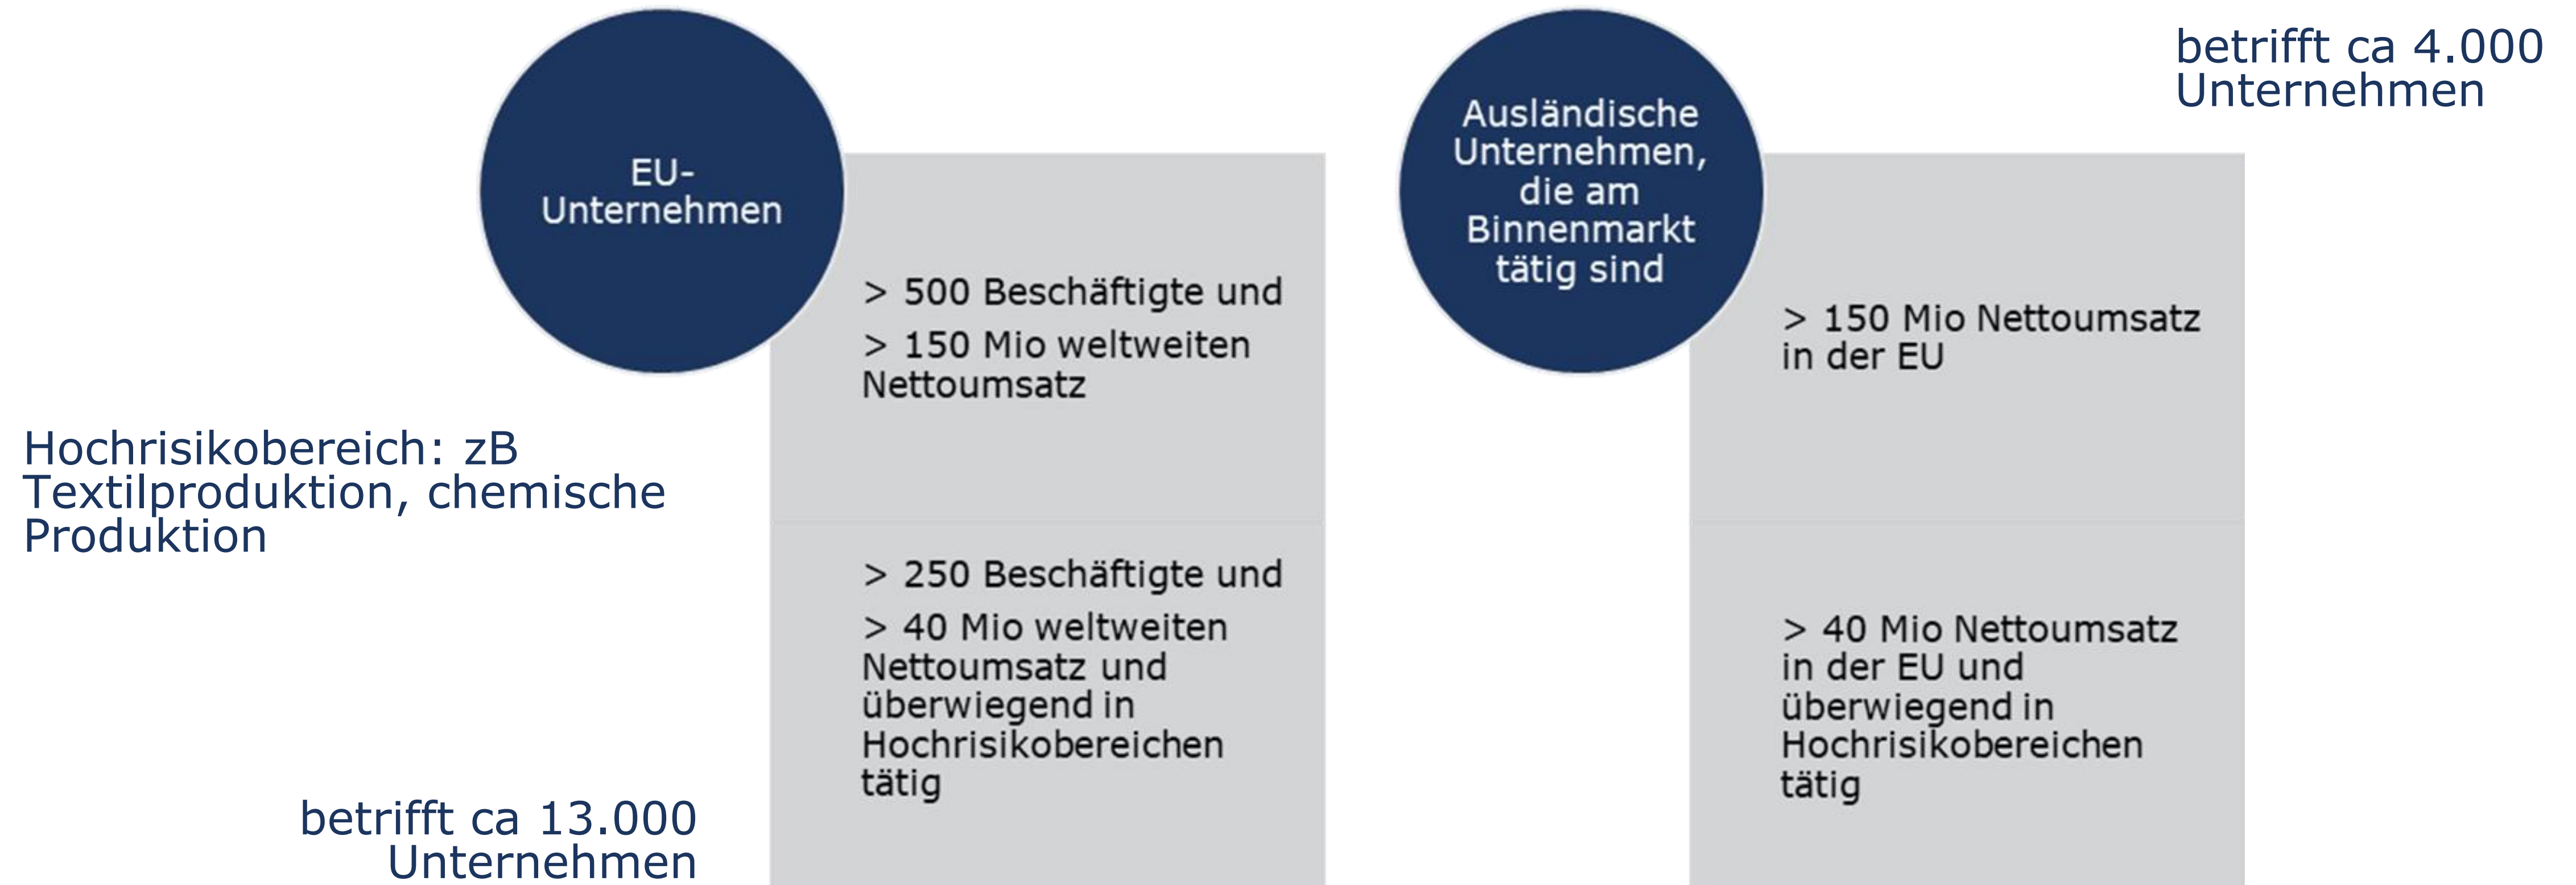 EU-
Unternehmen
> 500 Beschäftigte und
> 150 Mio weltweiten
Nettoumsatz
> 250 Beschäftigte und
> 40 Mio weltweiten
Nettoumsatz und
überwiegend in
Hochrisikobereichen
tätig
Hochrisikobereich: zB
Textilproduktion, chemische
Produktion
betrifft ca 13.000
Unternehmen
Ausländische
Unternehmen,
die am
Binnenmarkt
tätig sind
> 150 Mio Nettoumsatz
in der EU
> 40 Mio Nettoumsatz
in der EU und
überwiegend in
Hochrisikobereichen
tätig
betrifft ca 4.000
Unternehmen